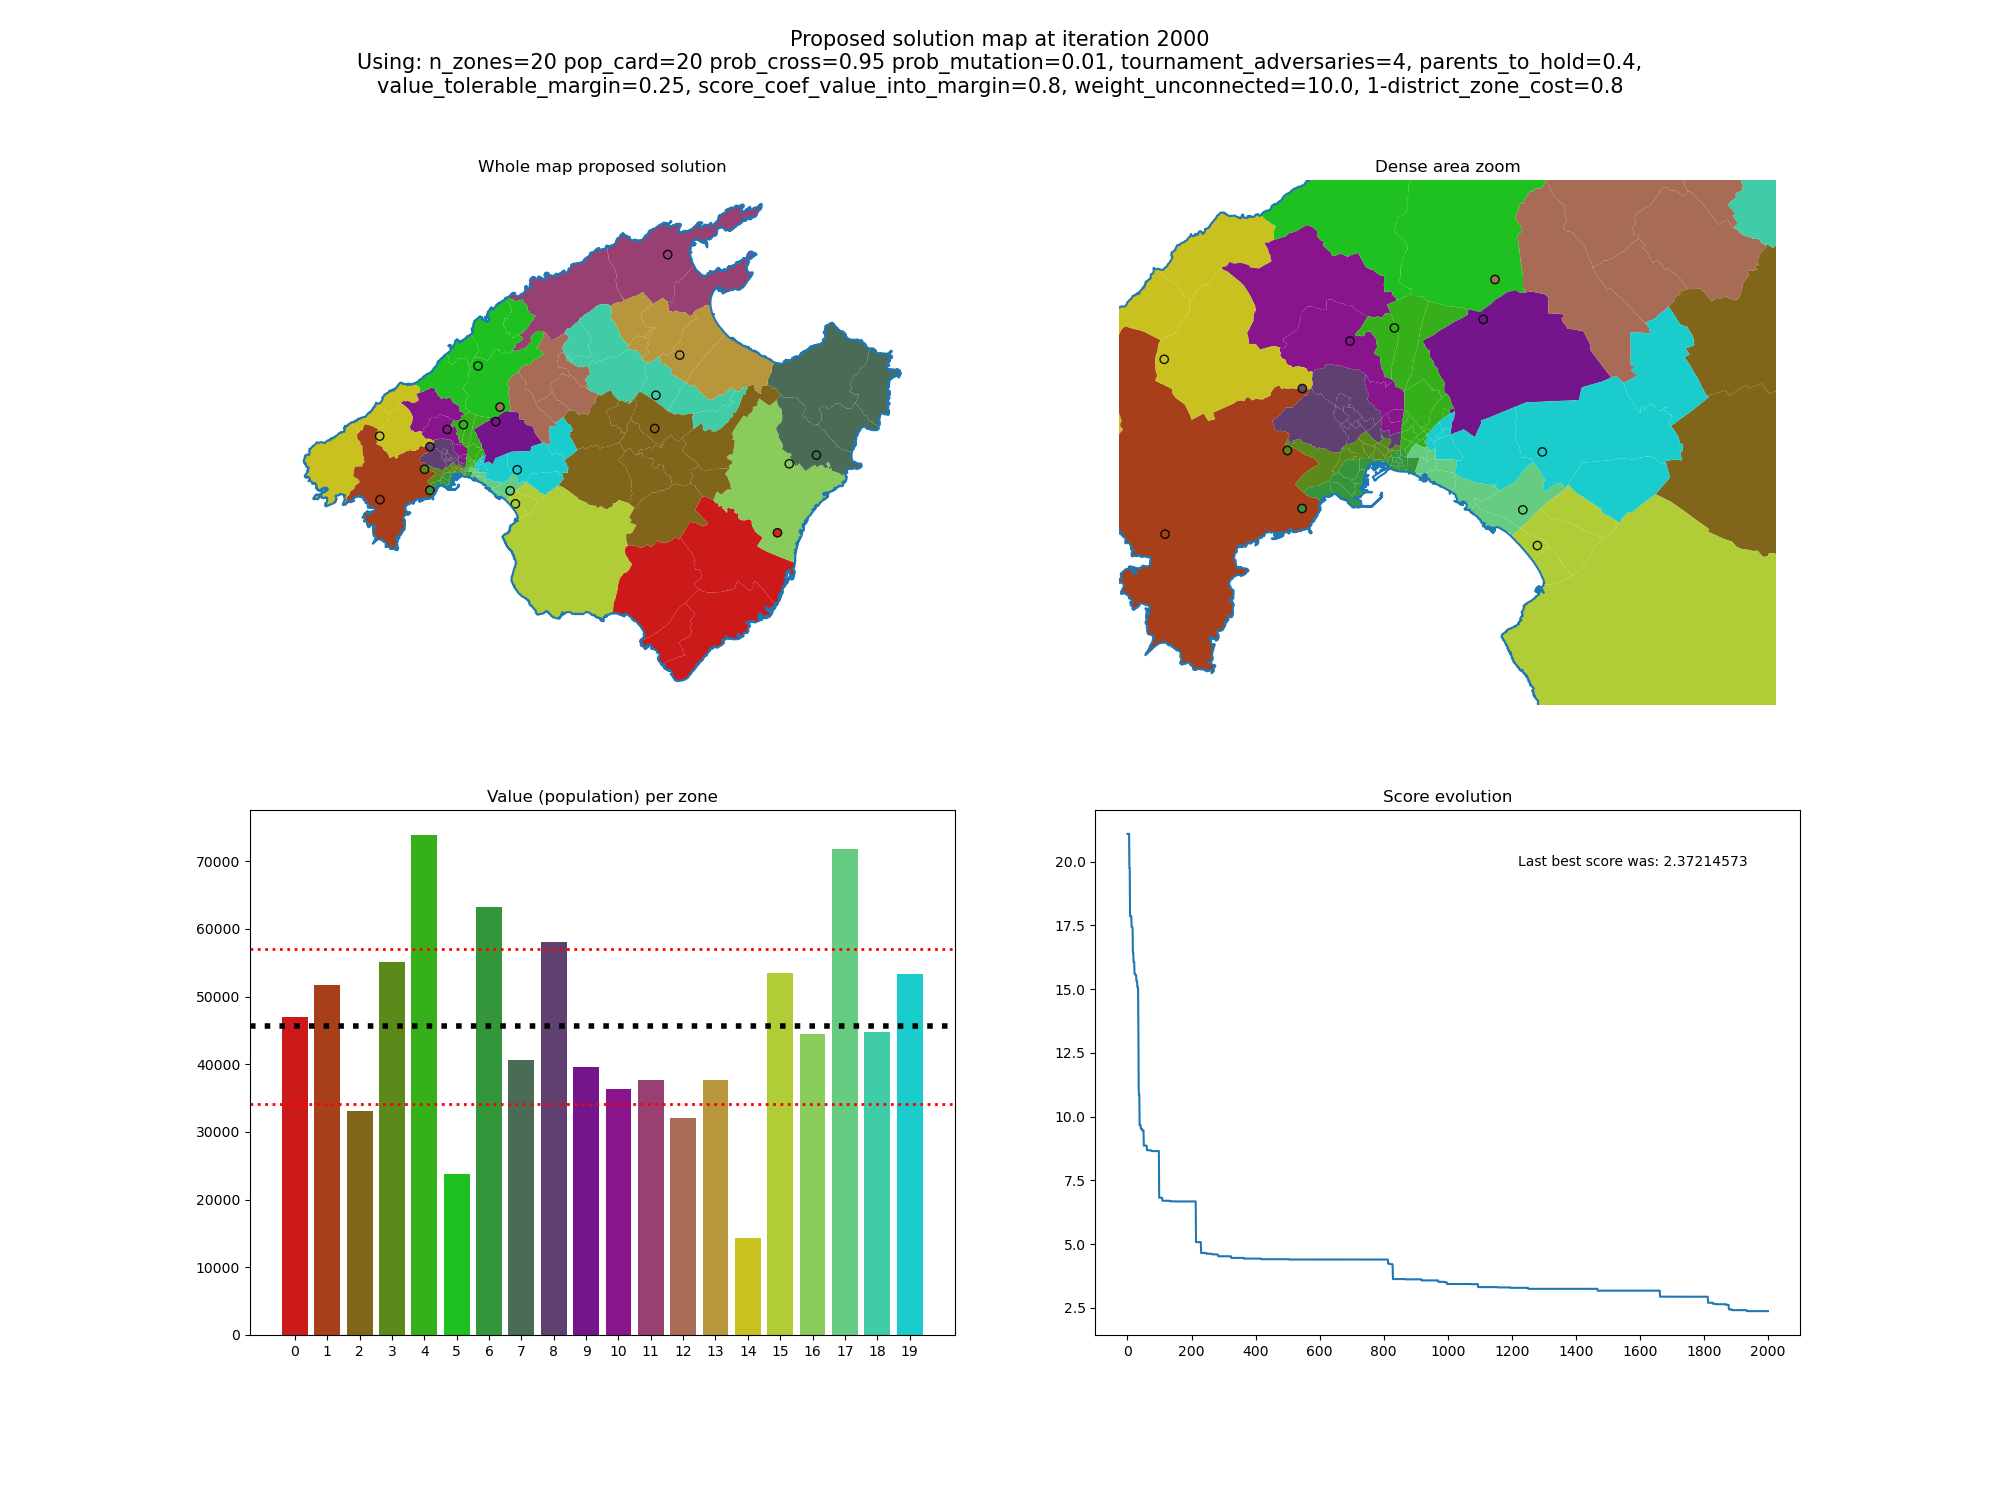 Proposed solution map at iteration 2000
Using: n_zones=20 pop_card=20 prob_cross=0.95 prob_mutation=0.01, tournament_adversaries=4, parents_to_hold=0.4,
value_tolerable_margin=0.25, score_coef_value_into_margin=0.8, weight_unconnected=10.0, 1-district_zone_cost=0.8
Whole map proposed solution
Dense area zoom
Value (population) per zone
70000
60000
50000
40000
30000
20000
10000
0
0 1 2 3 4 5 6 7 8 9 10 11 12 13 14 15 16 17 18 19
Score evolution
Last best score was: 2.37214573
20.0
17.5
15.0
12.5
10.0
7.5
5.0
2.5
0 200 400 600 800 1000 1200 1400 1600 1800 2000